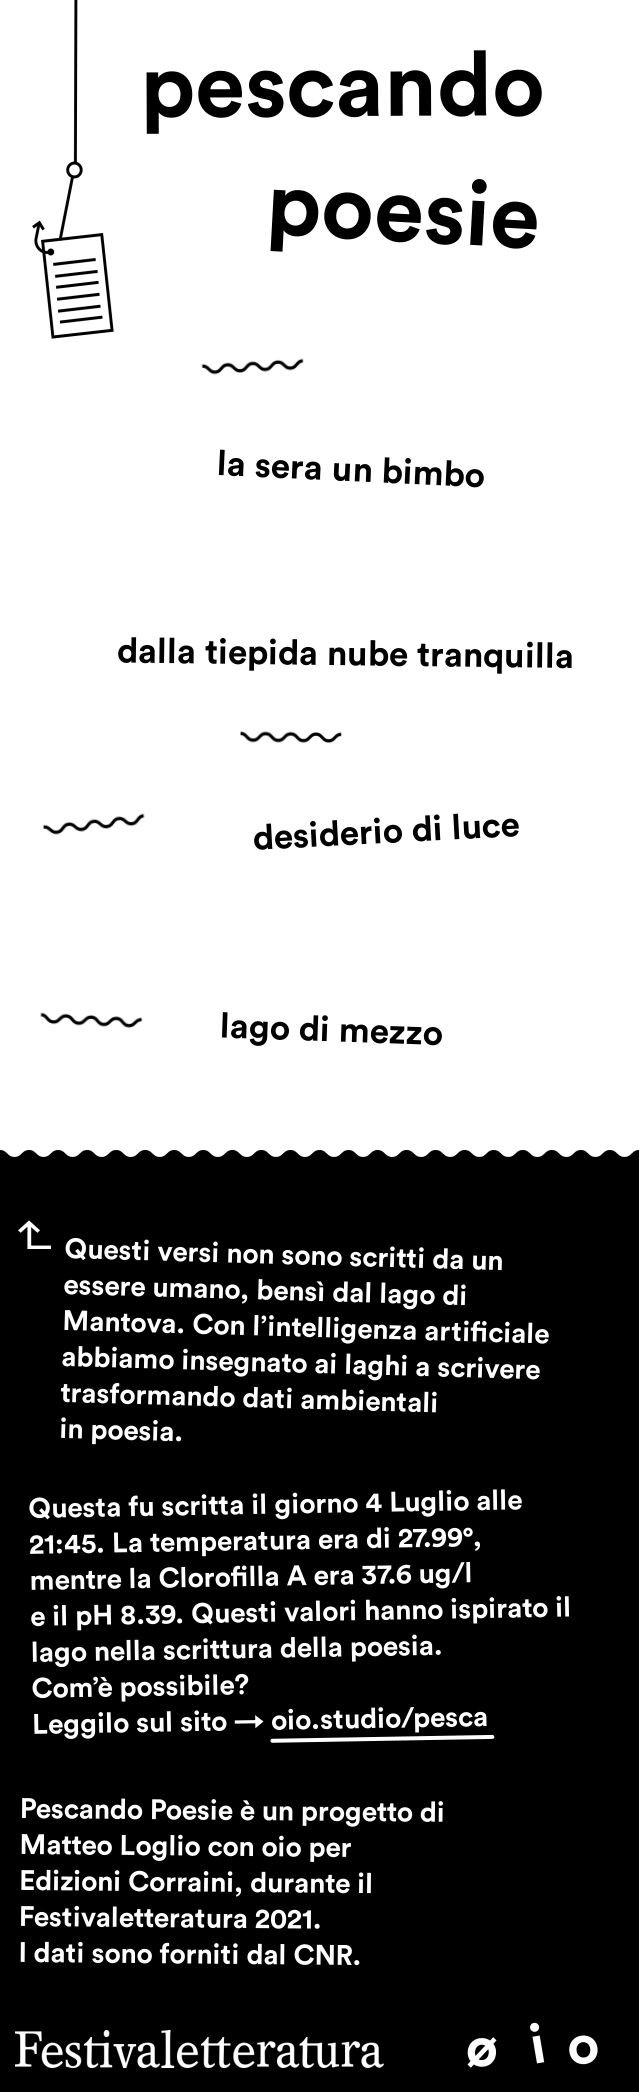 pescando
poesie
la sera un bimbo
dalla tiepida nube tranquilla
desiderio di luce
lago di mezzo
Questi versi non sono scritti da un
essere umano, bensì dal lago di
Mantova. Con l’intelligenza artificiale
abbiamo insegnato ai laghi a scrivere
trasformando dati ambientali
in poesia.
Questa fu scritta il giorno 4 Luglio alle
21:45. La temperatura era di 27.99°,
mentre la Clorofilla A era 37.6 ug/l
e il pH 8.39. Questi valori hanno ispirato il
lago nella scrittura della poesia.
Com’è possibile?
Leggilo sul sito → oio.studio/pesca
Pescando Poesie è un progetto di
Matteo Loglio con oio per
Edizioni Corraini, durante il
Festivaletteratura 2021.
I dati sono forniti dal CNR.
Festivaletteratura øio